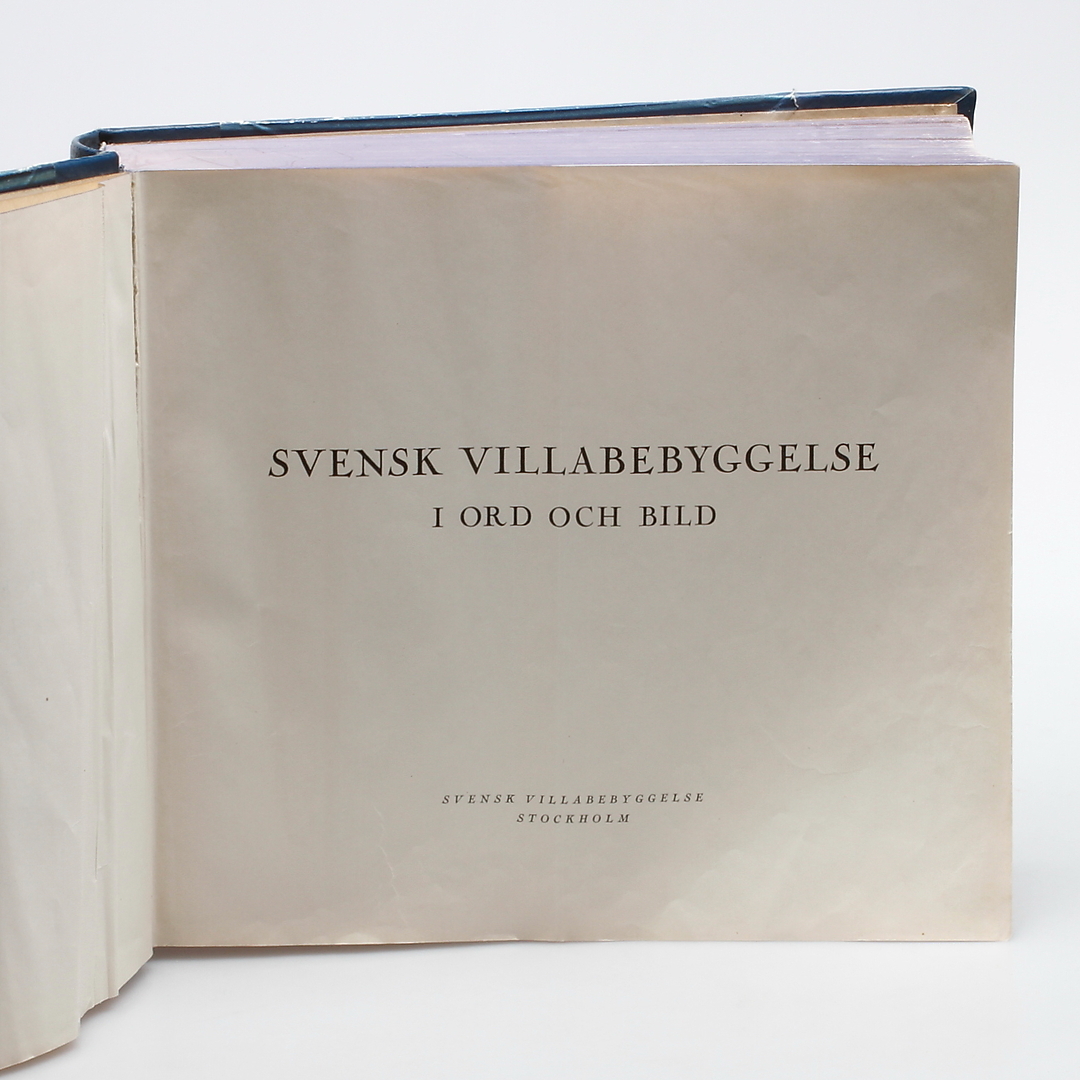 SVENSK VILLABEBYGGELSE
I ORD OCH BILD
SVENSK VILLABEBYGGELSE
STOCKHOLM